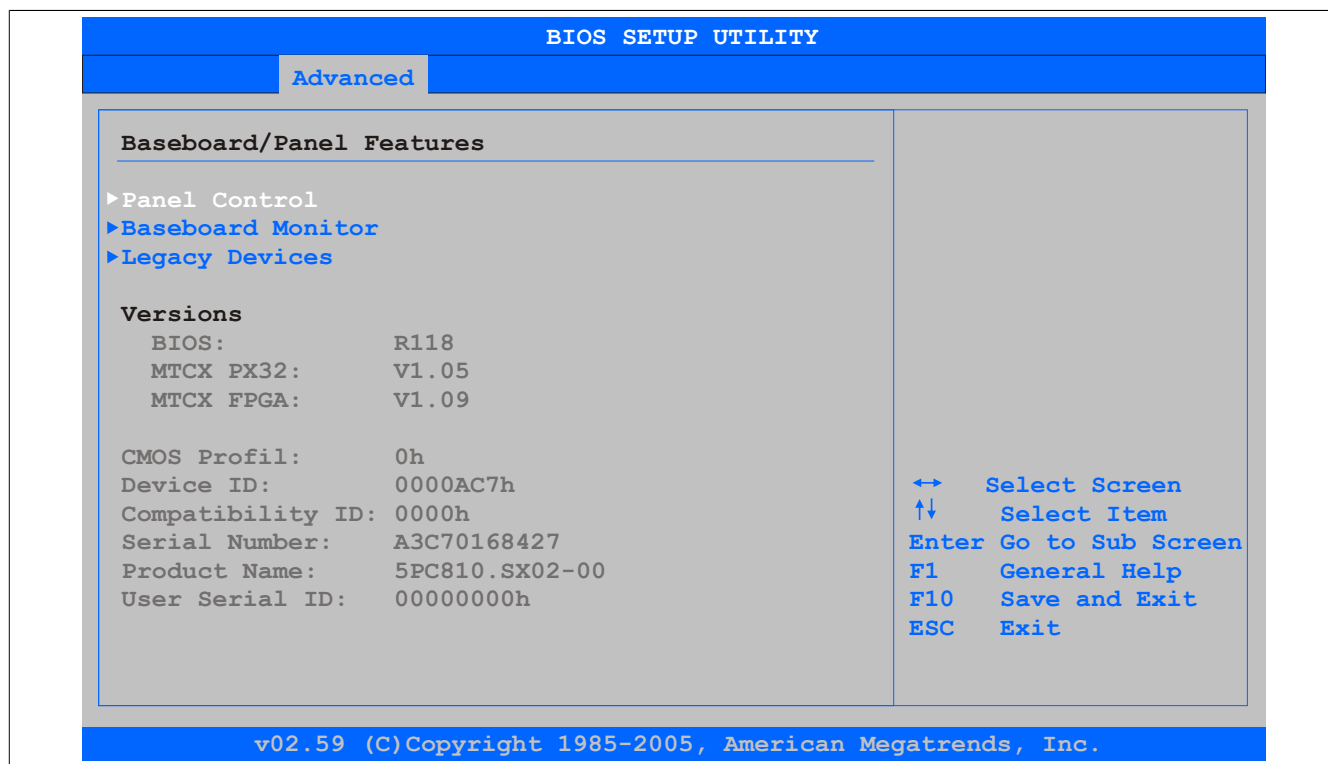 BIOS SETUP UTILITY
Advanced
Baseboard/Panel Features
▶Panel Control
▶Baseboard Monitor
▶Legacy Devices
Versions
BIOS: R118
MTCX PX32: V1.05
MTCX FPGA: V1.09
CMOS Profil: 0h
Device ID: 0000AC7h
Compatibility ID: 0000h
Serial Number: A3C70168427
Product Name: 5PC810.SX02-00
User Serial ID: 00000000h
↔ Select Screen
↑↓ Select Item
Enter Go to Sub Screen
F1 General Help
F10 Save and Exit
ESC Exit
v02.59 (C)Copyright 1985-2005, American Megatrends, Inc.